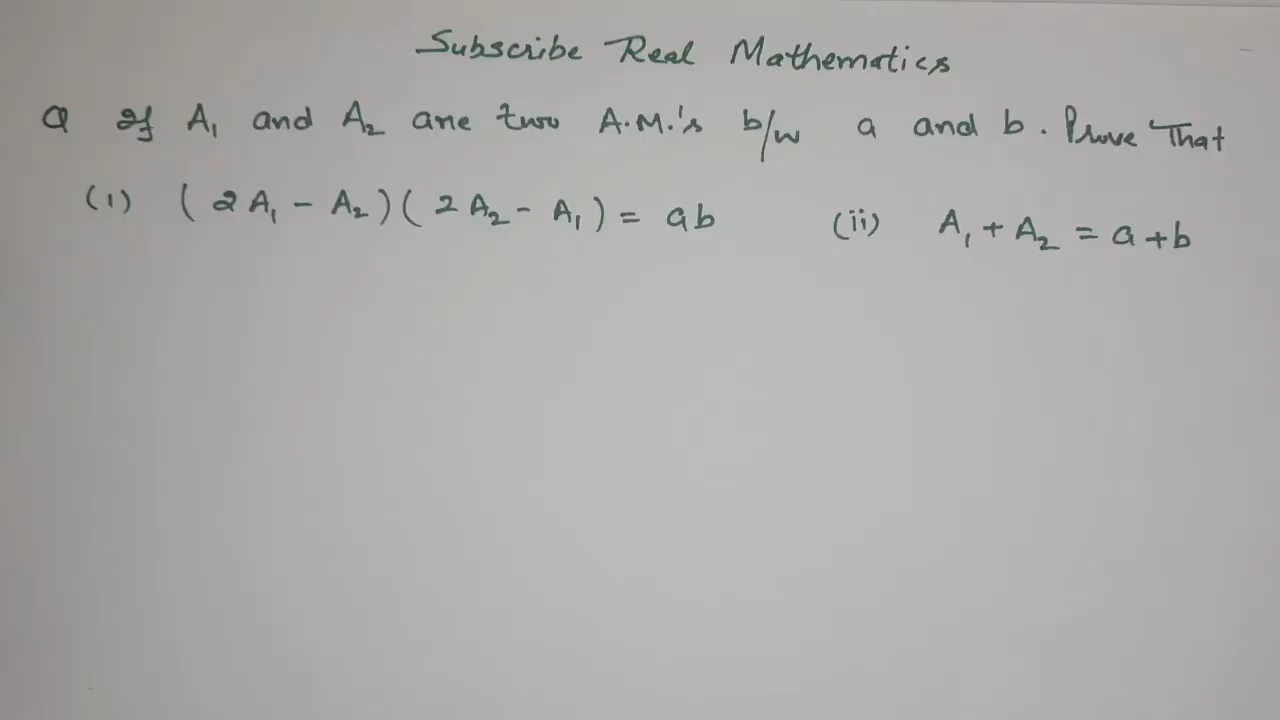 Subscribe Real Mathematics
Q If A₁ and A₂ are two A.M.'s b/w a and b. Prove That
(1) (2A₁ - A₂)(2A₂ - A₁) = ab (ii) A₁ + A₂ = a+b